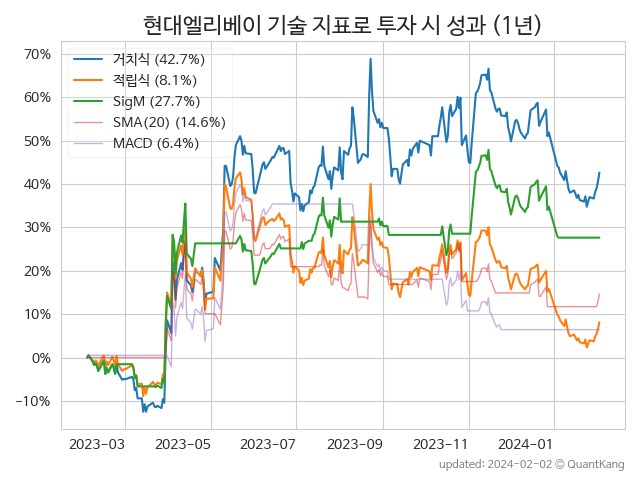 현대엘리베이 기술 지표로 투자 시 성과 (1년)
거치식 (42.7%)
적립식 (8.1%)
SigM (27.7%)
SMA(20) (14.6%)
MACD (6.4%)
70%
60%
50%
40%
30%
20%
10%
0%
−10%
2023-03 2023-05 2023-07 2023-09 2023-11 2024-01
updated: 2024-02-02 © QuantKang